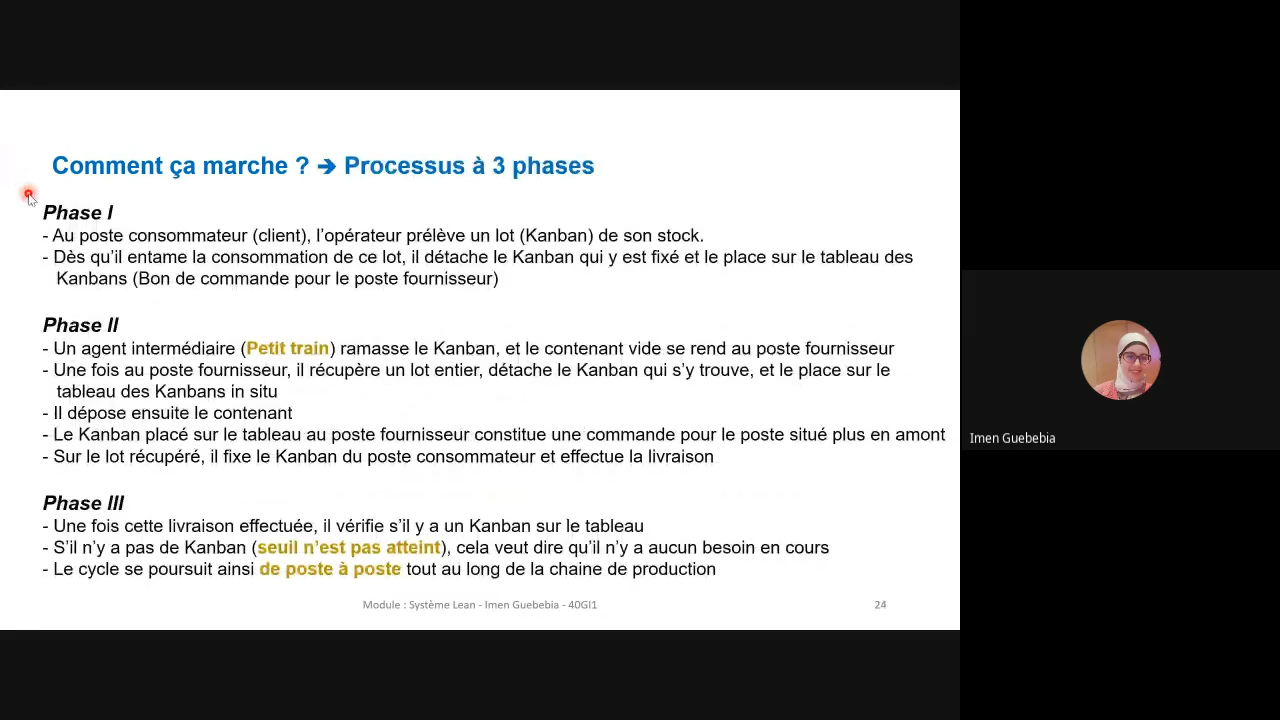 Comment ça marche ? ➔ Processus à 3 phases
Phase I
- Au poste consommateur (client), l’opérateur prélève un lot (Kanban) de son stock.
- Dès qu’il entame la consommation de ce lot, il détache le Kanban qui y est fixé et le place sur le tableau des
Kanbans (Bon de commande pour le poste fournisseur)
Phase II
- Un agent intermédiaire (Petit train) ramasse le Kanban, et le contenant vide se rend au poste fournisseur
- Une fois au poste fournisseur, il récupère un lot entier, détache le Kanban qui s’y trouve, et le place sur le
tableau des Kanbans in situ
- Il dépose ensuite le contenant
- Le Kanban placé sur le tableau au poste fournisseur constitue une commande pour le poste situé plus en amont
- Sur le lot récupéré, il fixe le Kanban du poste consommateur et effectue la livraison
Phase III
- Une fois cette livraison effectuée, il vérifie s’il y a un Kanban sur le tableau
- S’il n’y a pas de Kanban (seuil n’est pas atteint), cela veut dire qu’il n’y a aucun besoin en cours
- Le cycle se poursuit ainsi de poste à poste tout au long de la chaine de production
Module : Système Lean - Imen Guebebia - 40GI1
24
Imen Guebebia